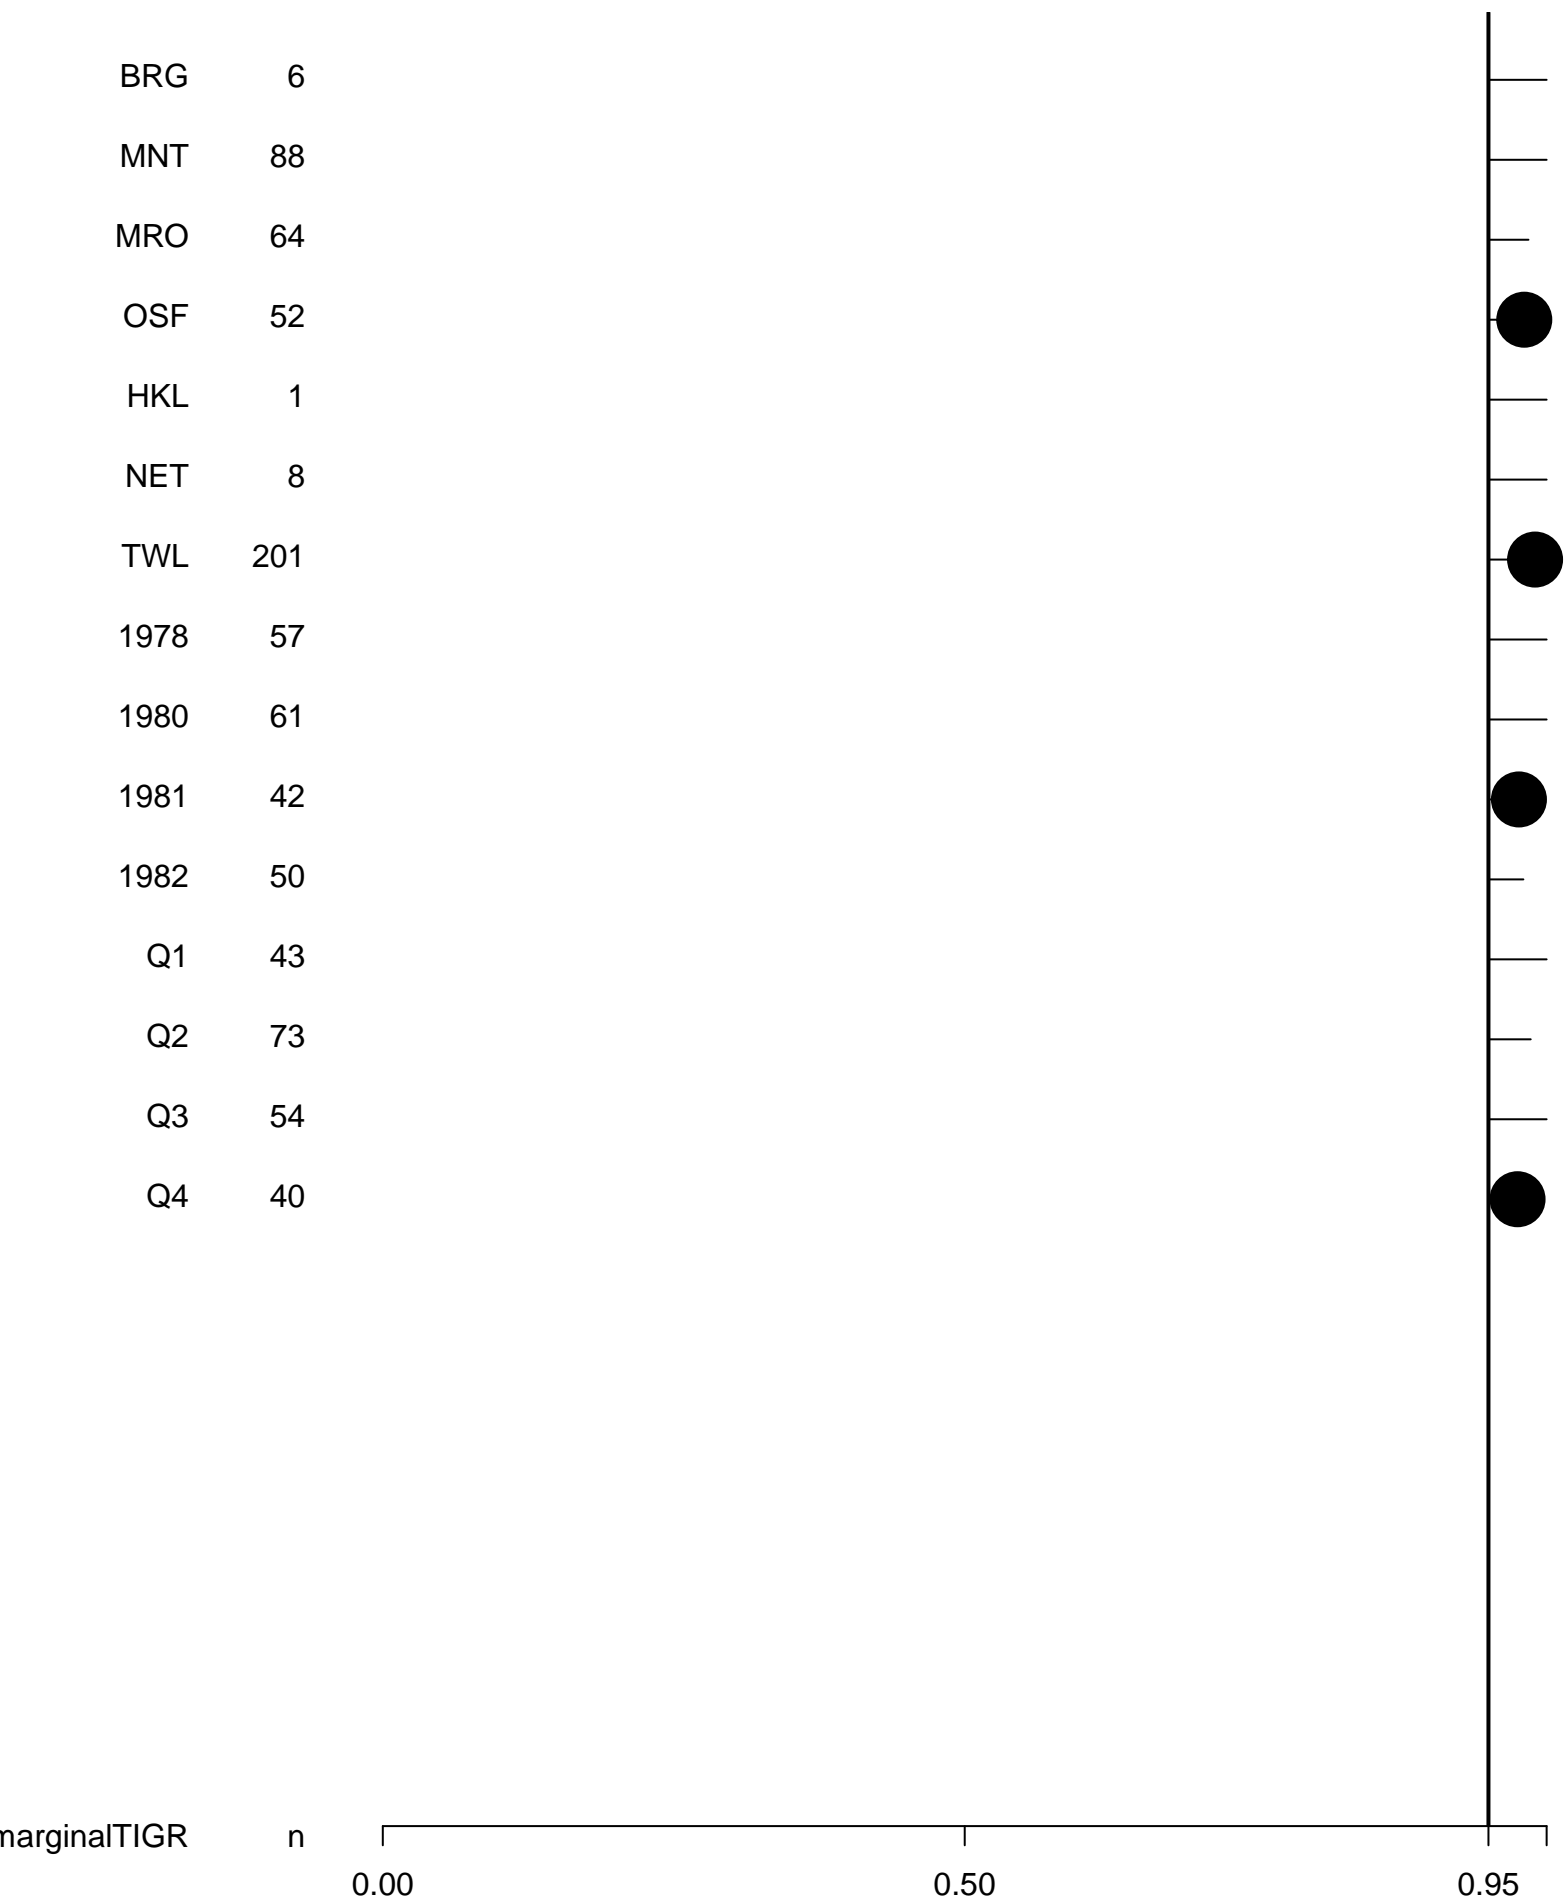 BRG 6
MNT 88
MRO 64
OSF 52
HKL 1
NET 8
TWL 201
1978 57
1980 61
1981 42
1982 50
Q1 43
Q2 73
Q3 54
Q4 40
marginalTIGR n
0.00 0.50 0.95